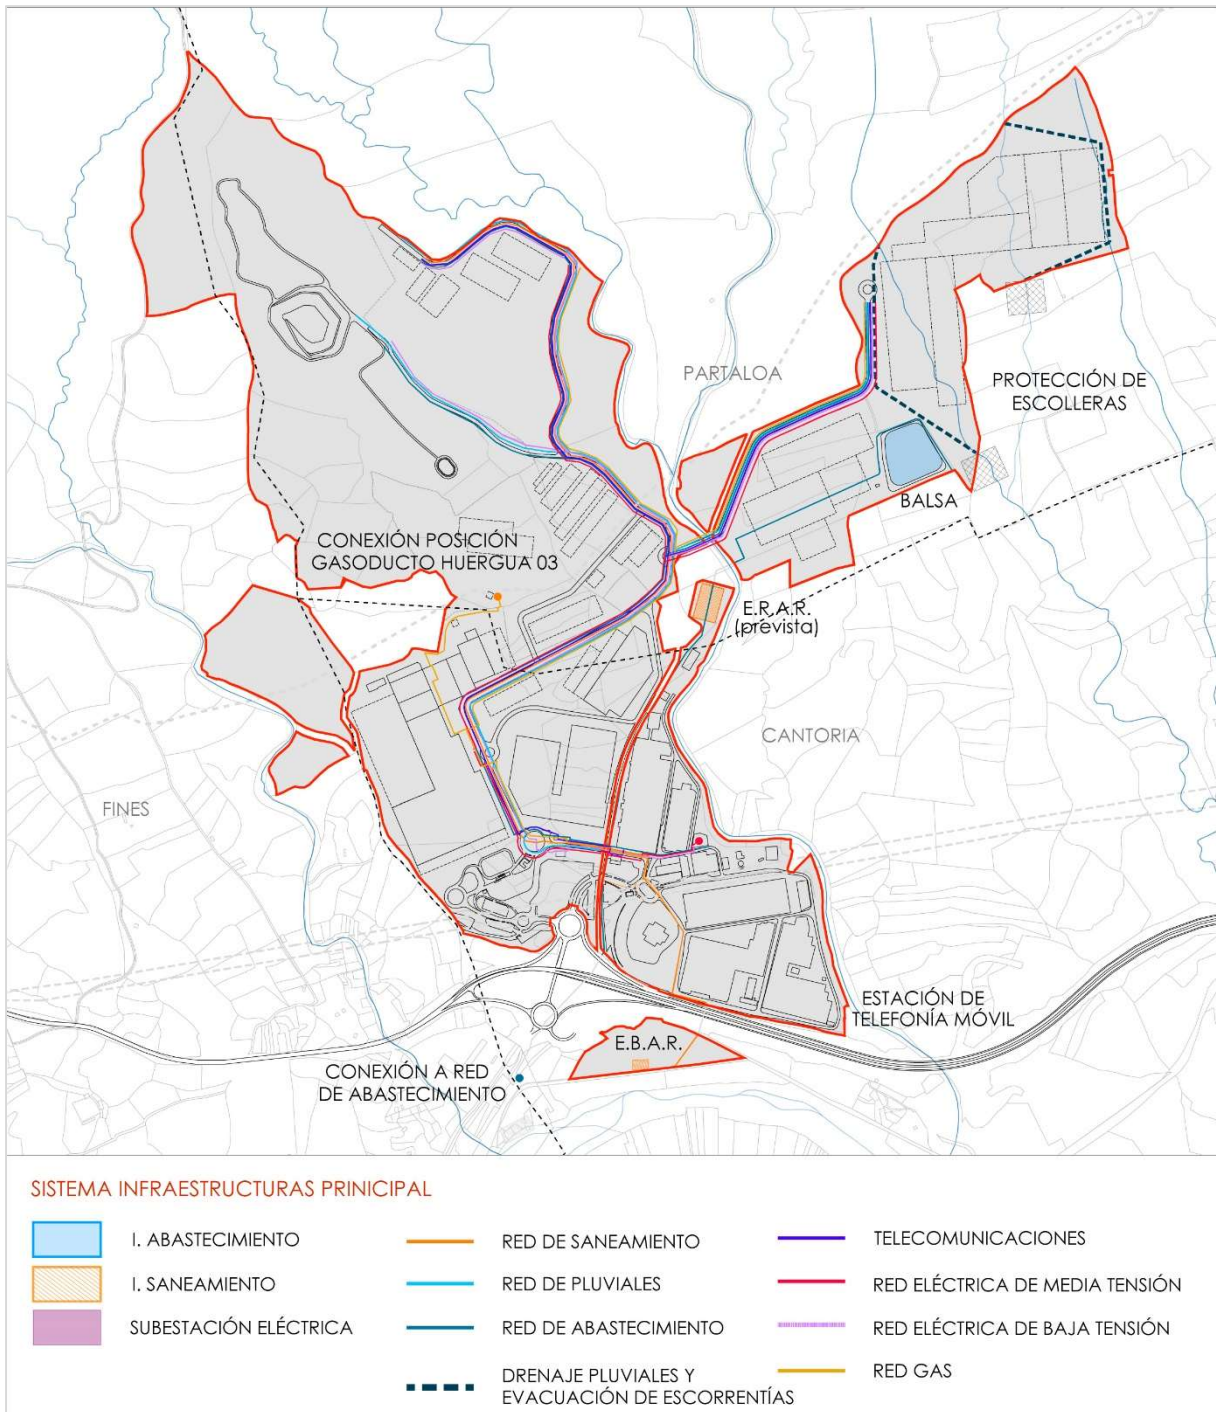 PARTALOA
PROTECCIÓN DE
ESCOLLERAS
BALSA
CONEXIÓN POSICIÓN
GASODUCTO HUERGUA 03
E.R.A.R.
(prevista)
CANTORIA
FINES
ESTACIÓN DE
TELEFONÍA MÓVIL
E.B.A.R.
CONEXIÓN A RED
DE ABASTECIMIENTO
SISTEMA INFRAESTRUCTURAS PRINICIPAL
I. ABASTECIMIENTO
I. SANEAMIENTO
SUBESTACIÓN ELÉCTRICA
RED DE SANEAMIENTO
RED DE PLUVIALES
RED DE ABASTECIMIENTO
DRENAJE PLUVIALES Y
EVACUACIÓN DE ESCORRENTÍAS
TELECOMUNICACIONES
RED ELÉCTRICA DE MEDIA TENSIÓN
RED ELÉCTRICA DE BAJA TENSIÓN
RED GAS